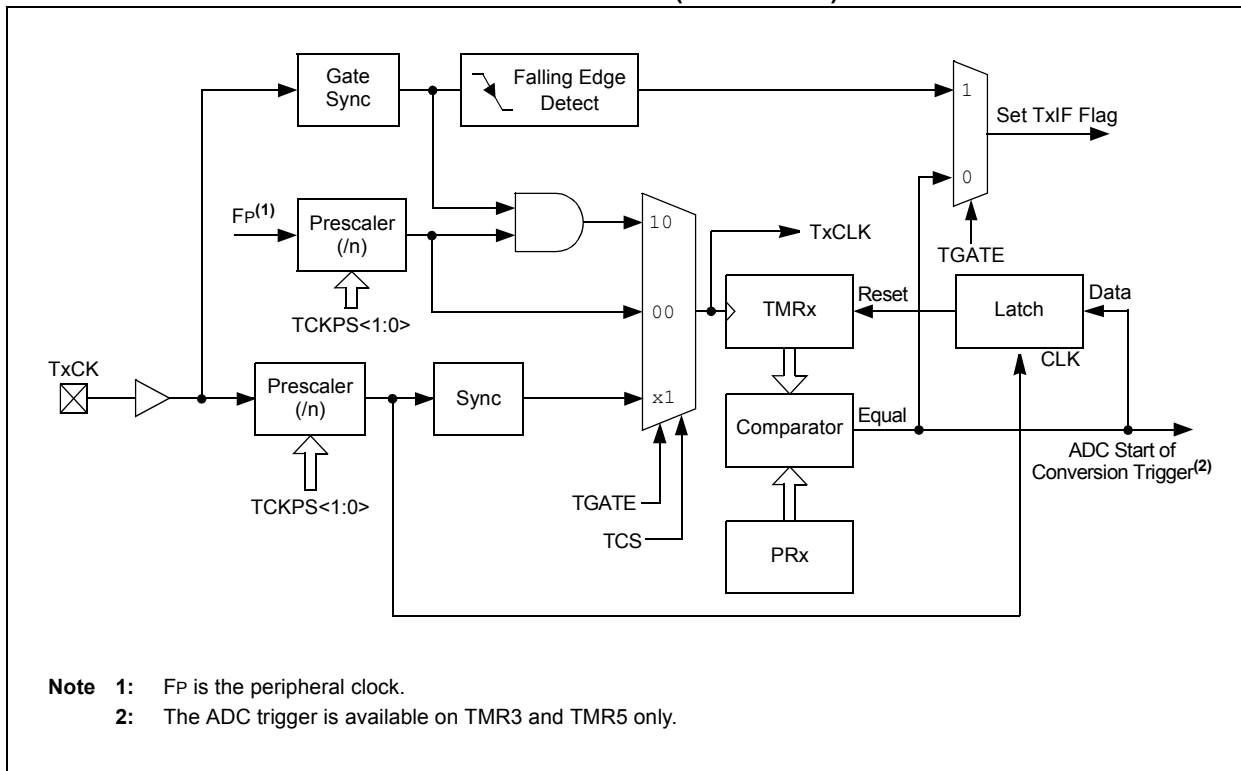 Gate
Sync
Falling Edge
Detect
1
Set TxIF Flag
0
FP(1)
Prescaler
(/n)
10
TxCLK
TGATE
TCKPS<1:0>
00
TMRx
Reset
Latch
Data
CLK
TxCK
Prescaler
(/n)
Sync
x1
Comparator
Equal
ADC Start of
Conversion Trigger(2)
TCKPS<1:0>
TGATE
TCS
PRx
Note 1: FP is the peripheral clock.
2: The ADC trigger is available on TMR3 and TMR5 only.